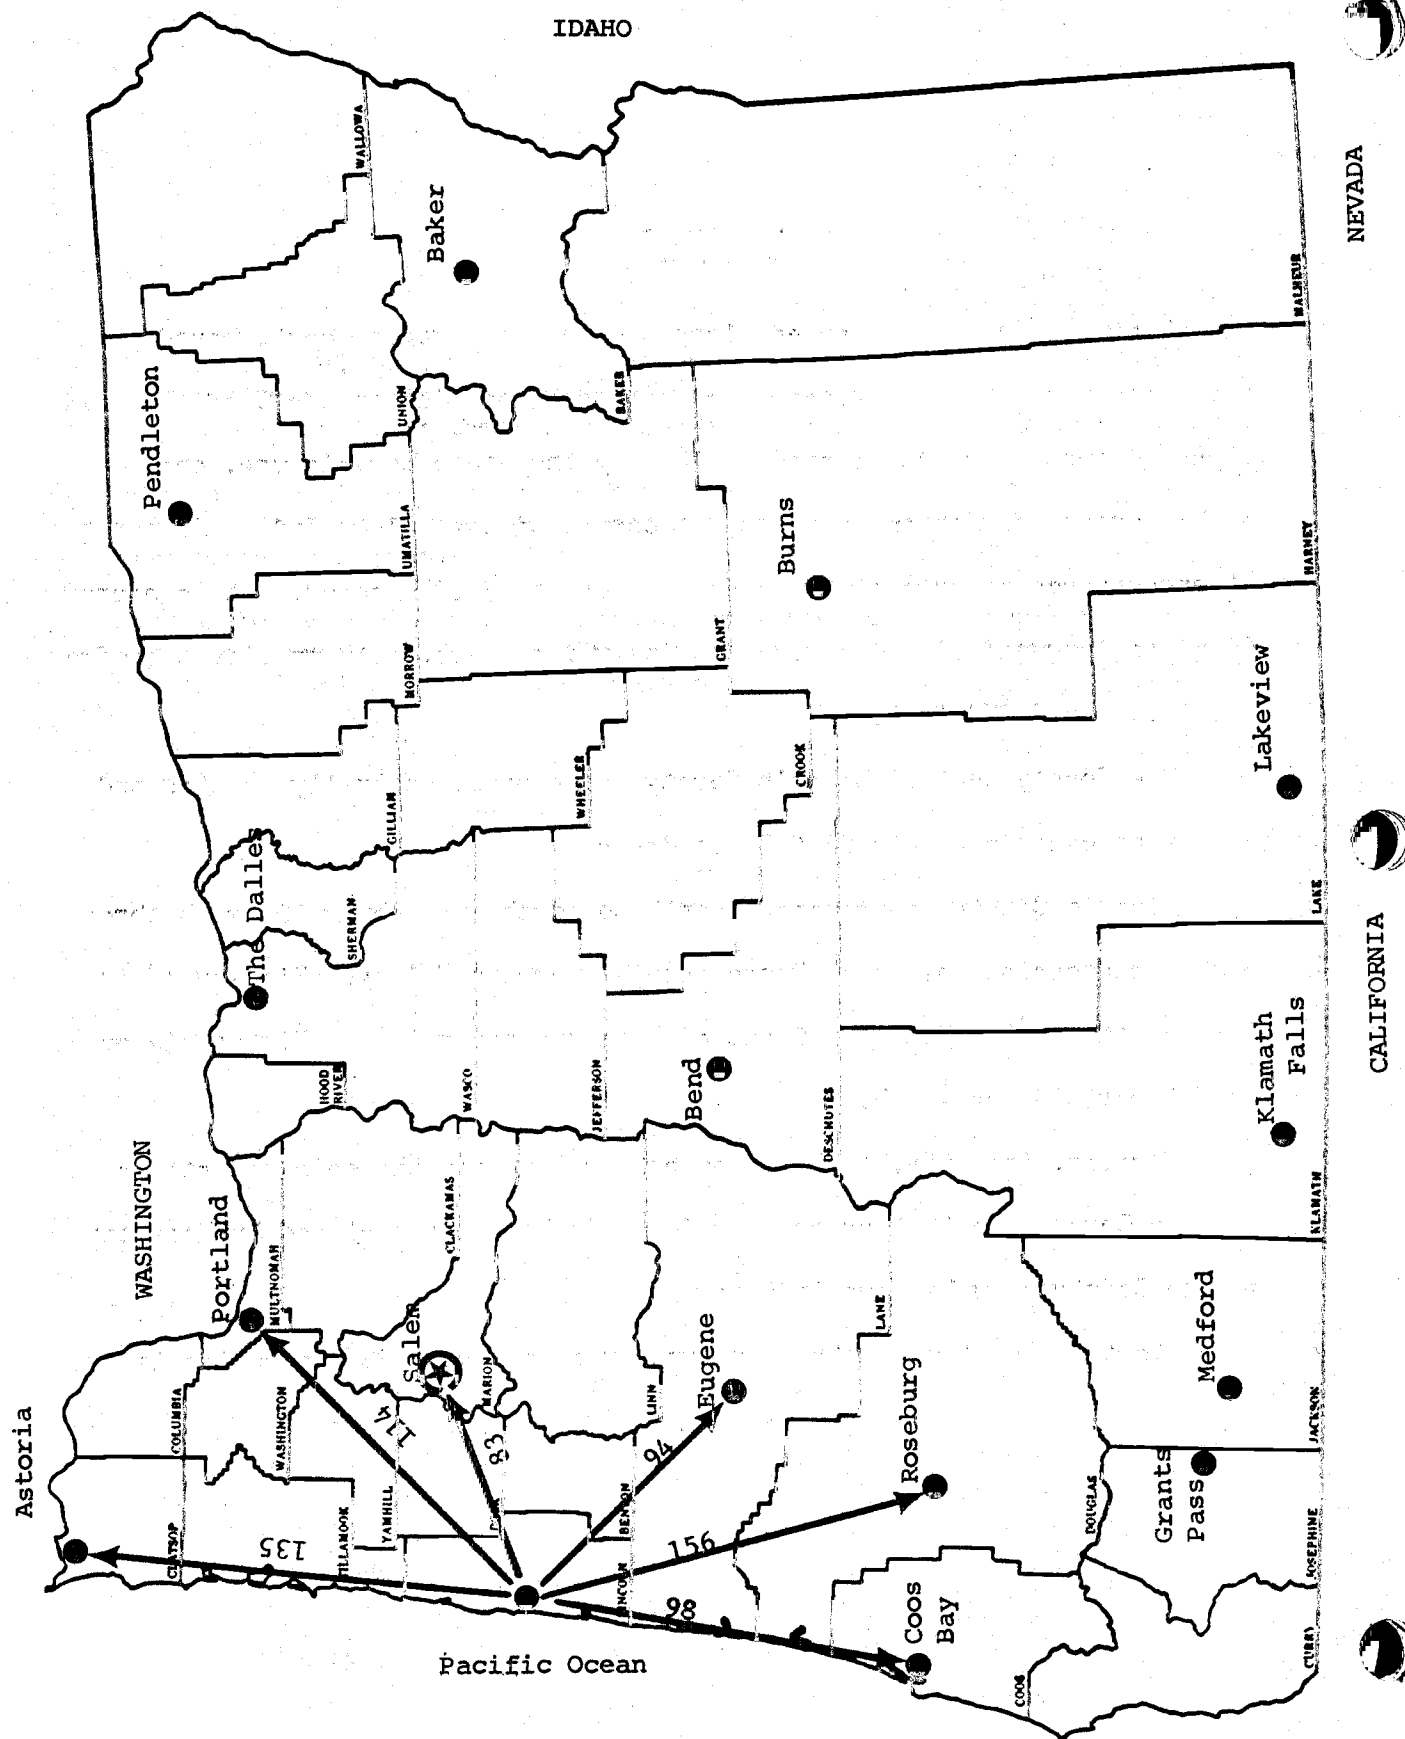 IDAHO
WASHINGTON
NEVADA
CALIFORNIA
Pacific Ocean
Astoria
Portland
The Dalles
Pendleton
Baker
Salem
Eugene
Bend
Burns
Roseburg
Coos
Bay
Grants
Pass
Medford
Klamath
Falls
Lakeview
135
114
83
94
156
98
CLATSOP
COLUMBIA
TILLAMOOK
WASHINGTON
YAMHILL
MULTNOMAH
HOOD
RIVER
CLACKAMAS
MARION
LINN
BENTON
LANE
WASCO
SHERMAN
GILLIAM
MORROW
UMATILLA
UNION
WALLOWA
BAKER
WHEELER
JEFFERSON
GRANT
CROOK
DESCHUTES
DOUGLAS
COOS
CURRY
JOSEPHINE
JACKSON
KLAMATH
LAKE
HARNEY
MALHEUR